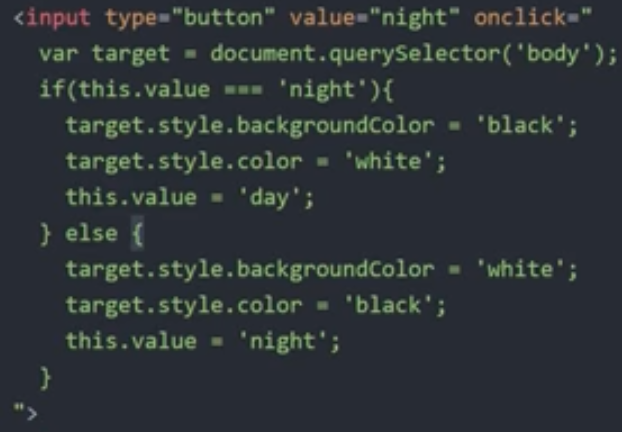 <input type="button" value="night" onclick="
  var target = document.querySelector('body');
  if(this.value === 'night'){
    target.style.backgroundColor = 'black';
    target.style.color = 'white';
    this.value = 'day';
  } else {
    target.style.backgroundColor = 'white';
    target.style.color = 'black';
    this.value = 'night';
  }
">